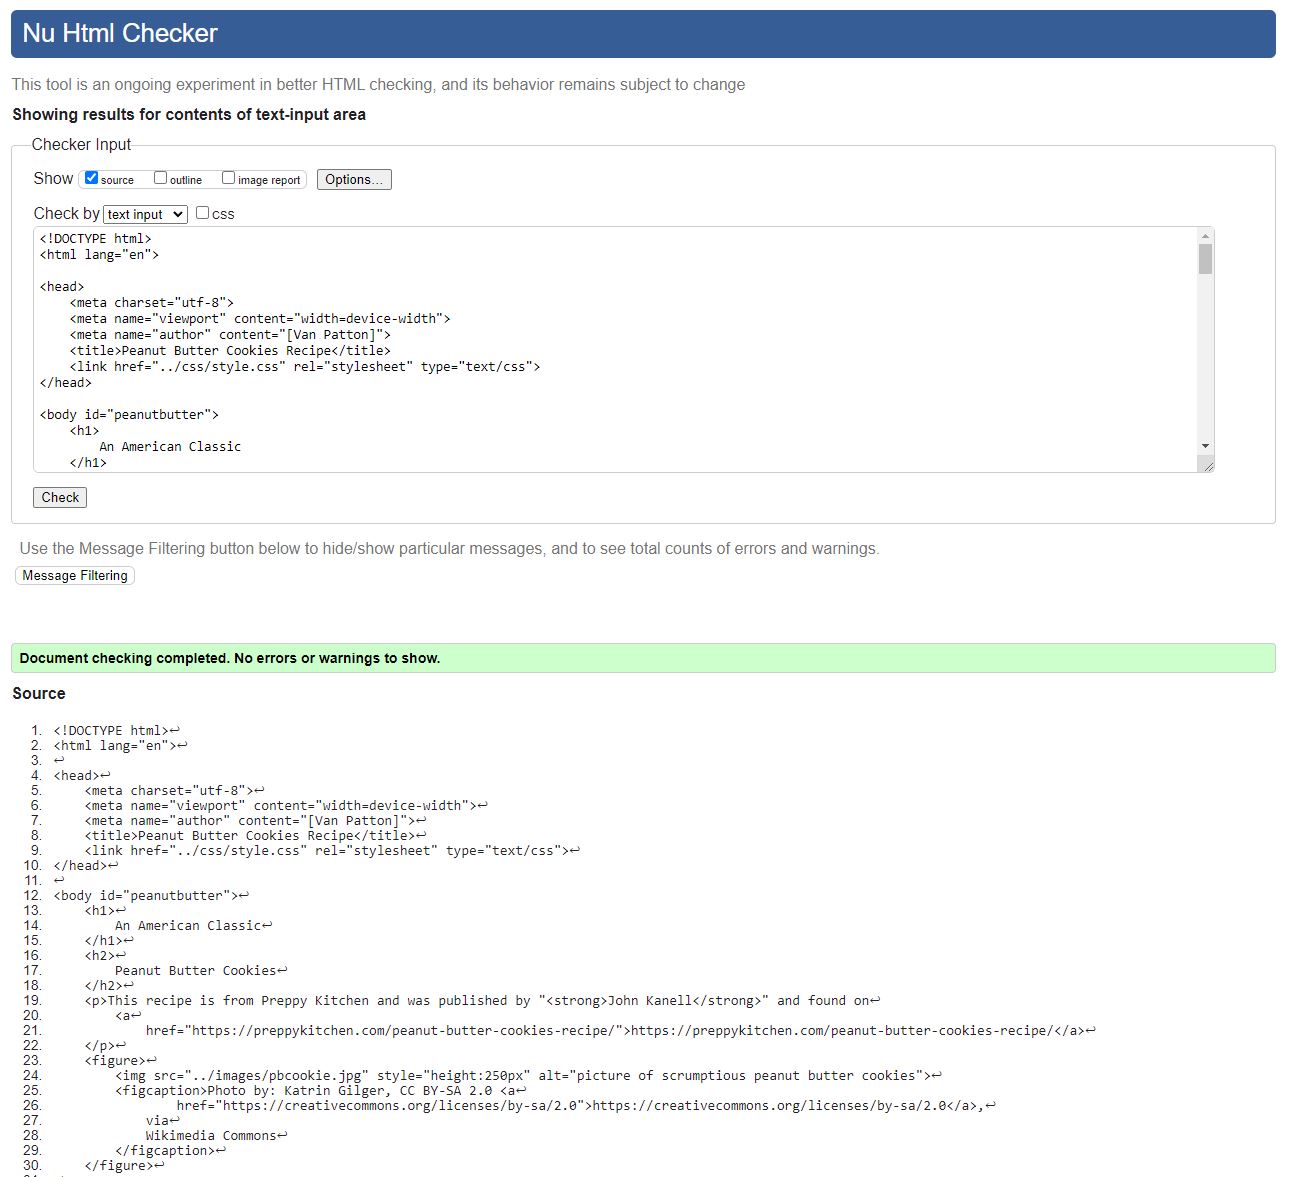 Nu Html Checker
This tool is an ongoing experiment in better HTML checking, and its behavior remains subject to change
Showing results for contents of text-input area
Checker Input
Show source outline image report Options...
Check by text input css
<!DOCTYPE html>
<html lang="en">
<head>
    <meta charset="utf-8">
    <meta name="viewport" content="width=device-width">
    <meta name="author" content="[Van Patton]">
    <title>Peanut Butter Cookies Recipe</title>
    <link href="../css/style.css" rel="stylesheet" type="text/css">
</head>
<body id="peanutbutter">
    <h1>
        An American Classic
    </h1>
Check
Use the Message Filtering button below to hide/show particular messages, and to see total counts of errors and warnings.
Message Filtering
Document checking completed. No errors or warnings to show.
Source
1. <!DOCTYPE html>↩
2. <html lang="en">↩
3. ↩
4. <head>↩
5.     <meta charset="utf-8">↩
6.     <meta name="viewport" content="width=device-width">↩
7.     <meta name="author" content="[Van Patton]">↩
8.     <title>Peanut Butter Cookies Recipe</title>↩
9.     <link href="../css/style.css" rel="stylesheet" type="text/css">↩
10. </head>↩
11. ↩
12. <body id="peanutbutter">↩
13.     <h1>↩
14.         An American Classic↩
15.     </h1>↩
16.     <h2>↩
17.         Peanut Butter Cookies↩
18.     </h2>↩
19.     <p>This recipe is from Preppy Kitchen and was published by "<strong>John Kanell</strong>" and found on↩
20.         <a↩
21.             href="https://preppykitchen.com/peanut-butter-cookies-recipe/">https://preppykitchen.com/peanut-butter-cookies-recipe/</a>↩
22.     </p>↩
23.     <figure>↩
24.         <img src="../images/pbcookie.jpg" style="height:250px" alt="picture of scrumptious peanut butter cookies">↩
25.         <figcaption>Photo by: Katrin Gilger, CC BY-SA 2.0 <a↩
26.                 href="https://creativecommons.org/licenses/by-sa/2.0">https://creativecommons.org/licenses/by-sa/2.0</a>,↩
27.             via↩
28.             Wikimedia Commons↩
29.         </figcaption>↩
30.     </figure>↩